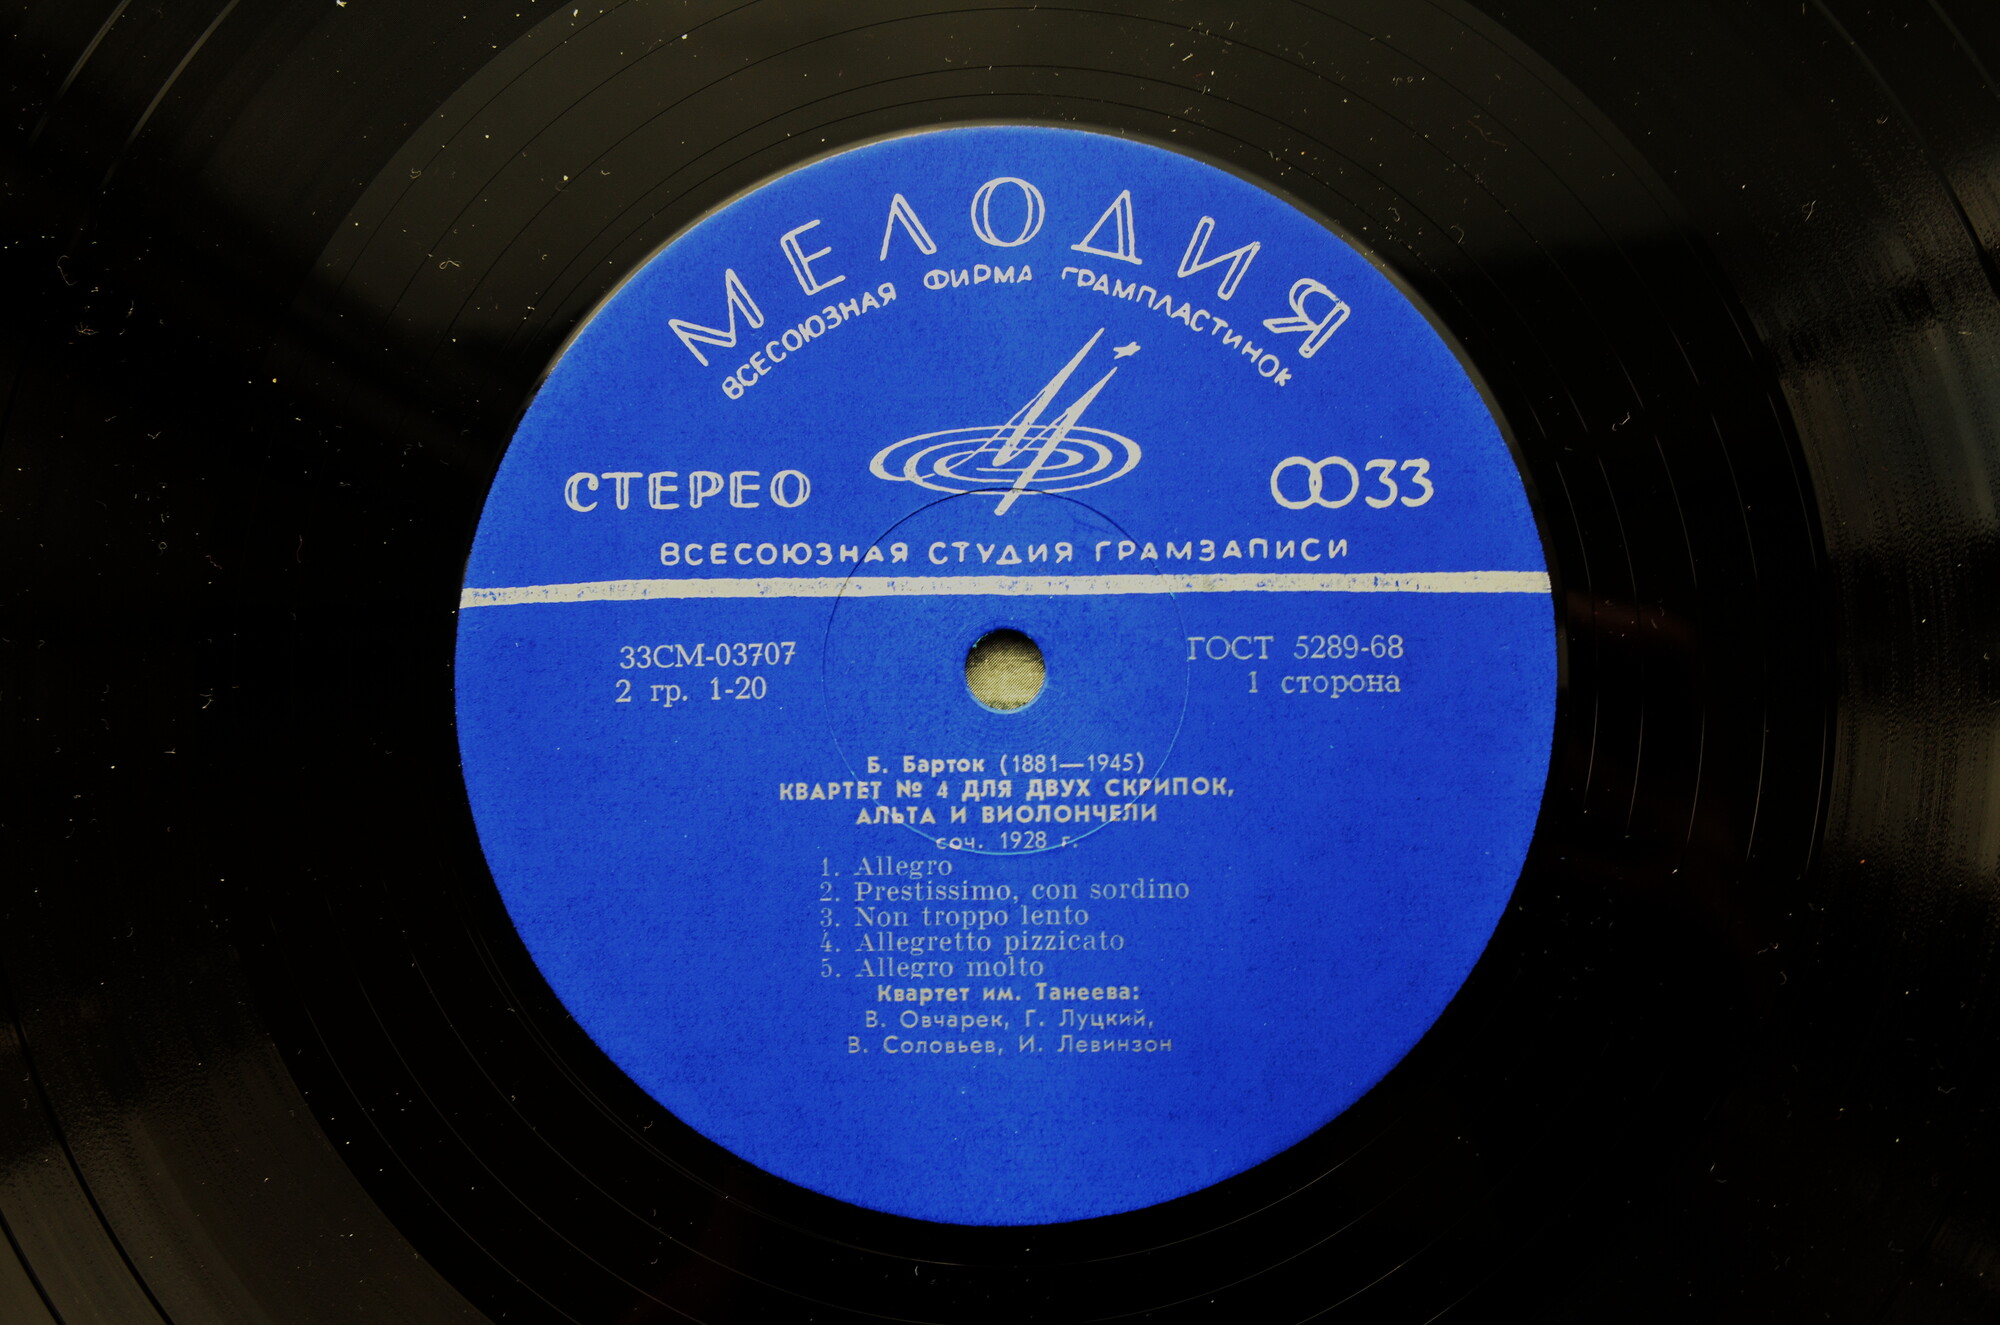 МЕЛОДИЯ
ВСЕСОЮЗНАЯ ФИРМА ГРАМПЛАСТИНОК
СТЕРЕО
33
ВСЕСОЮЗНАЯ СТУДИЯ ГРАМЗАПИСИ
33СМ-03707
ГОСТ 5289-68
2 гр. 1-20
1 сторона
Б. Барток (1881—1945)
КВАРТЕТ № 4 ДЛЯ ДВУХ СКРИПОК,
АЛЬТА И ВИОЛОНЧЕЛИ
соч. 1928 г.
1. Allegro
2. Prestissimo, con sordino
3. Non troppo lento
4. Allegretto pizzicato
5. Allegro molto
Квартет им. Танеева:
В. Овчарек, Г. Луцкий,
В. Соловьев, И. Левинзон